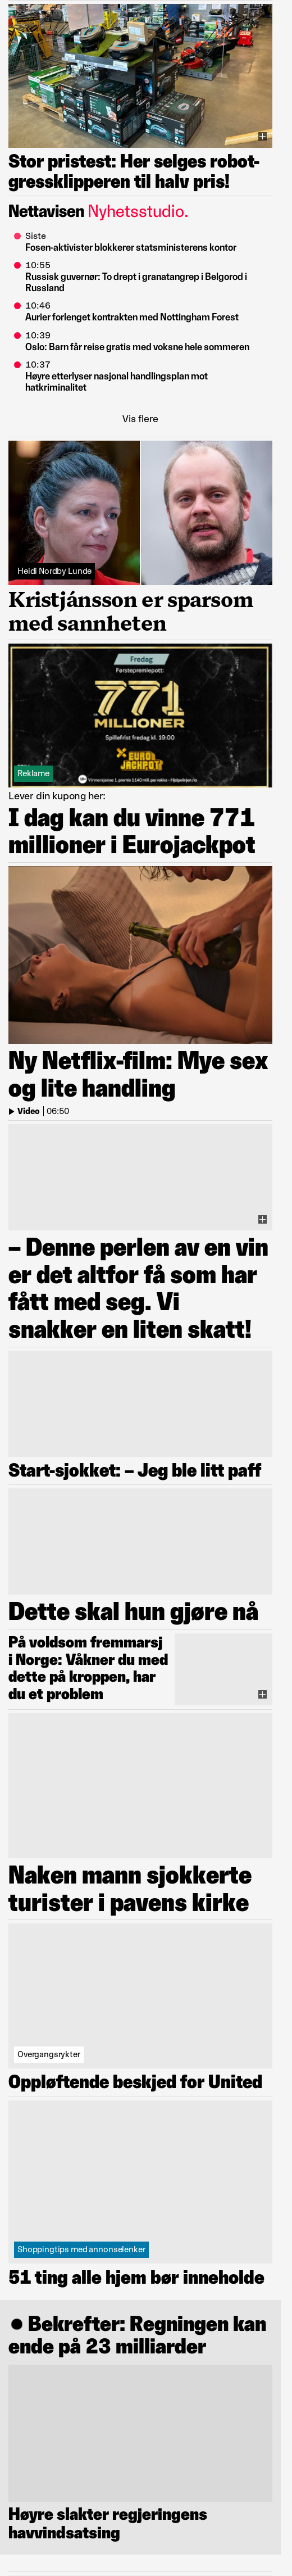 Stor pristest: Her selges robot-
gressklipperen til halv pris!
Nettavisen Nyhetsstudio.
Siste
Fosen-aktivister blokkerer statsministerens kontor
10:55
Russisk guvernør: To drept i granatangrep i Belgorod i
Russland
10:46
Aurier forlenget kontrakten med Nottingham Forest
10:39
Oslo: Barn får reise gratis med voksne hele sommeren
10:37
Høyre etterlyser nasjonal handlingsplan mot
hatkriminalitet
Vis flere
Heidi Nordby Lunde
Kristjánsson er sparsom
med sannheten
Fredag
Førstepremiepott:
771
MILLIONER
Spillefrist fredag kl. 19.00
EURO
JACKPOT
Reklame
Lever din kupong her:
I dag kan du vinne 771
millioner i Eurojackpot
Ny Netflix-film: Mye sex
og lite handling
Video | 06:50
– Denne perlen av en vin
er det altfor få som har
fått med seg. Vi
snakker en liten skatt!
Start-sjokket: – Jeg ble litt paff
Dette skal hun gjøre nå
På voldsom fremmarsj
i Norge: Våkner du med
dette på kroppen, har
du et problem
Naken mann sjokkerte
turister i pavens kirke
Overgangsrykter
Oppløftende beskjed for United
Shoppingtips med annonselenker
51 ting alle hjem bør inneholde
● Bekrefter: Regningen kan
ende på 23 milliarder
Høyre slakter regjeringens
havvindsatsing